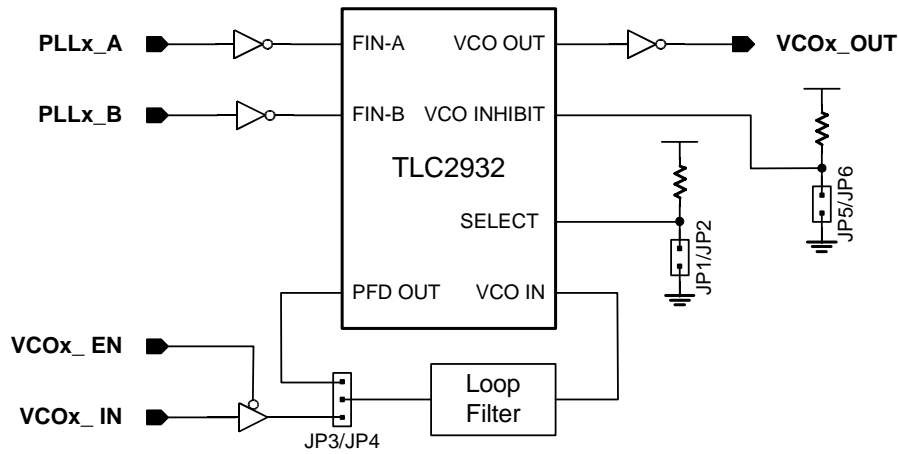 PLLx_A
FIN-A
VCO OUT
VCOx_OUT
PLLx_B
FIN-B
VCO INHIBIT
TLC2932
JP5/JP6
SELECT
JP1/JP2
PFD OUT
VCO IN
VCOx_ EN
VCOx_ IN
Loop
Filter
JP3/JP4